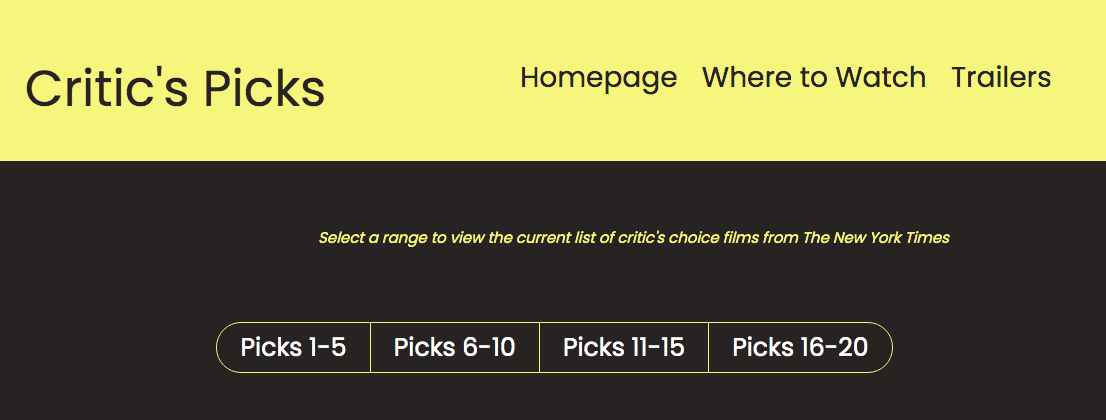 Critic's Picks
Homepage Where to Watch Trailers
Select a range to view the current list of critic's choice films from The New York Times
Picks 1-5 Picks 6-10 Picks 11-15 Picks 16-20